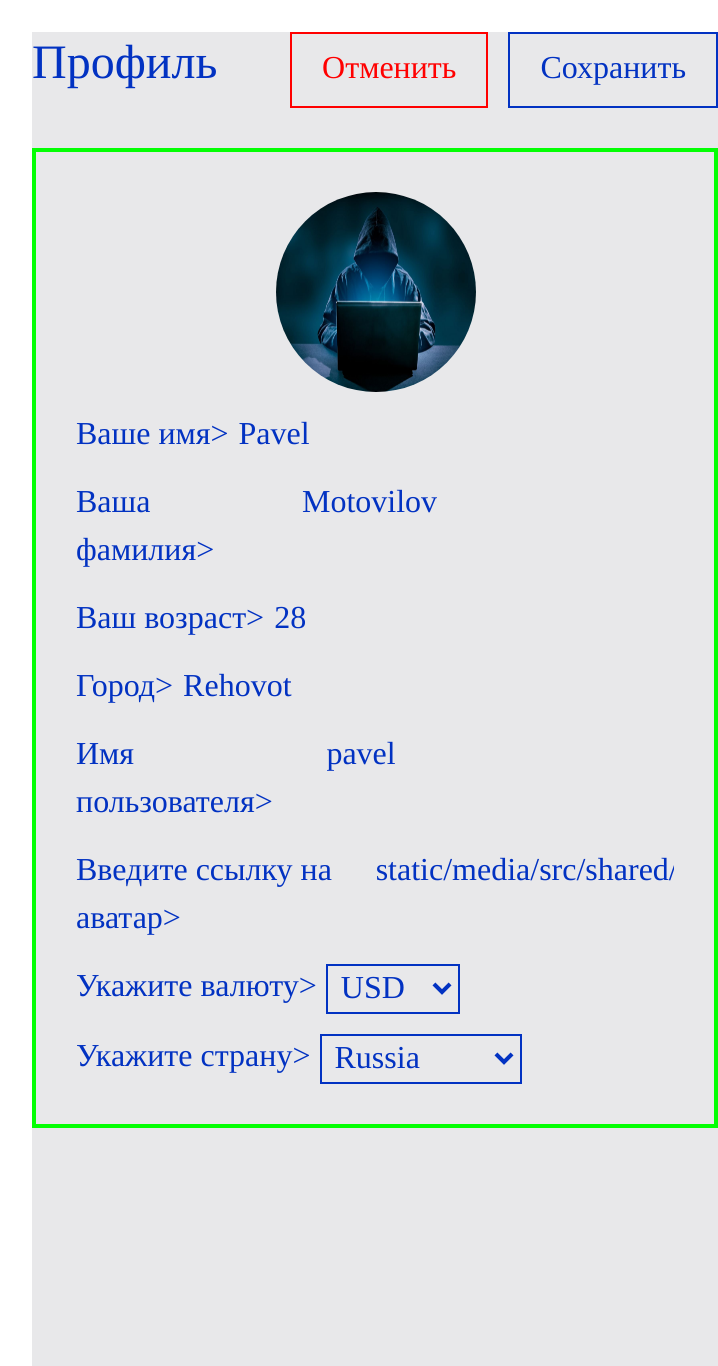 Профиль Отменить Сохранить
Ваше имя> Pavel
Ваша Motovilov
фамилия>
Ваш возраст> 28
Город> Rehovot
Имя pavel
пользователя>
Введите ссылку на static/media/src/shared/
аватар>
Укажите валюту> USD
Укажите страну> Russia